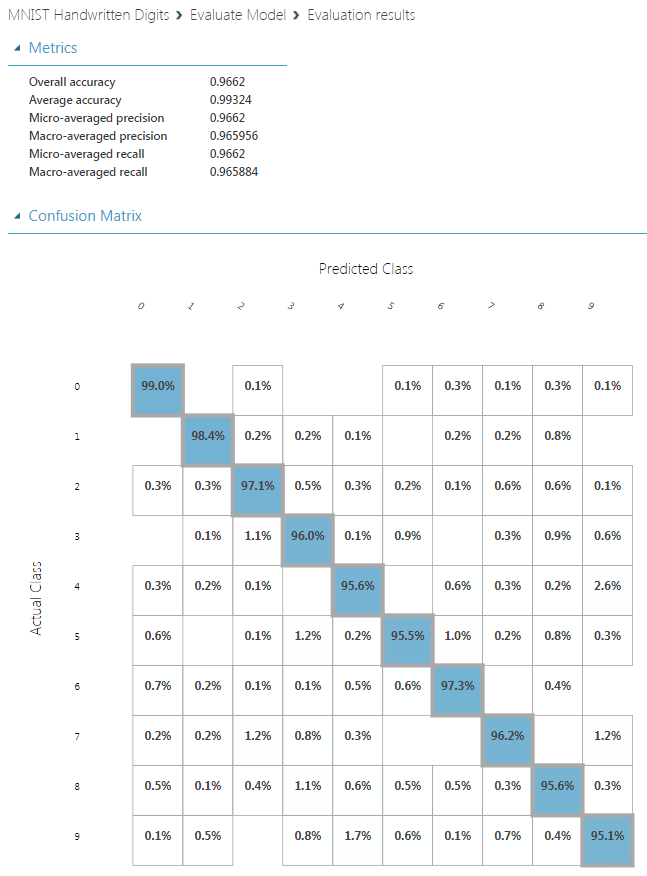 MNIST Handwritten Digits › Evaluate Model › Evaluation results
Metrics
Overall accuracy 0.9662
Average accuracy 0.99324
Micro-averaged precision 0.9662
Macro-averaged precision 0.965956
Micro-averaged recall 0.9662
Macro-averaged recall 0.965884
Confusion Matrix
Predicted Class
0 1 2 3 4 5 6 7 8 9
Actual Class
0 99.0% 0.1% 0.1% 0.3% 0.1% 0.3% 0.1%
1 98.4% 0.2% 0.2% 0.1% 0.2% 0.2% 0.8%
2 0.3% 0.3% 97.1% 0.5% 0.3% 0.2% 0.1% 0.6% 0.6% 0.1%
3 0.1% 1.1% 96.0% 0.1% 0.9% 0.3% 0.9% 0.6%
4 0.3% 0.2% 0.1% 95.6% 0.6% 0.3% 0.2% 2.6%
5 0.6% 0.1% 1.2% 0.2% 95.5% 1.0% 0.2% 0.8% 0.3%
6 0.7% 0.2% 0.1% 0.1% 0.5% 0.6% 97.3% 0.4%
7 0.2% 0.2% 1.2% 0.8% 0.3% 96.2% 1.2%
8 0.5% 0.1% 0.4% 1.1% 0.6% 0.5% 0.5% 0.3% 95.6% 0.3%
9 0.1% 0.5% 0.8% 1.7% 0.6% 0.1% 0.7% 0.4% 95.1%